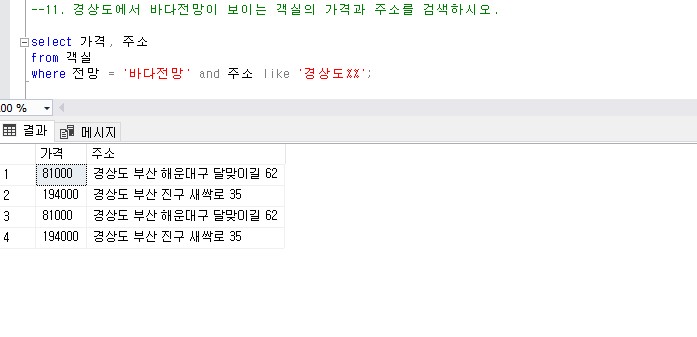 --11. 경상도에서 바다전망이 보이는 객실의 가격과 주소를 검색하시오.
select 가격, 주소
from 객실
where 전망 = '바다전망' and 주소 like '경상도%%';
00 %
결과 메시지
가격 주소
1 81000 경상도 부산 해운대구 달맞이길 62
2 194000 경상도 부산 진구 새싹로 35
3 81000 경상도 부산 해운대구 달맞이길 62
4 194000 경상도 부산 진구 새싹로 35